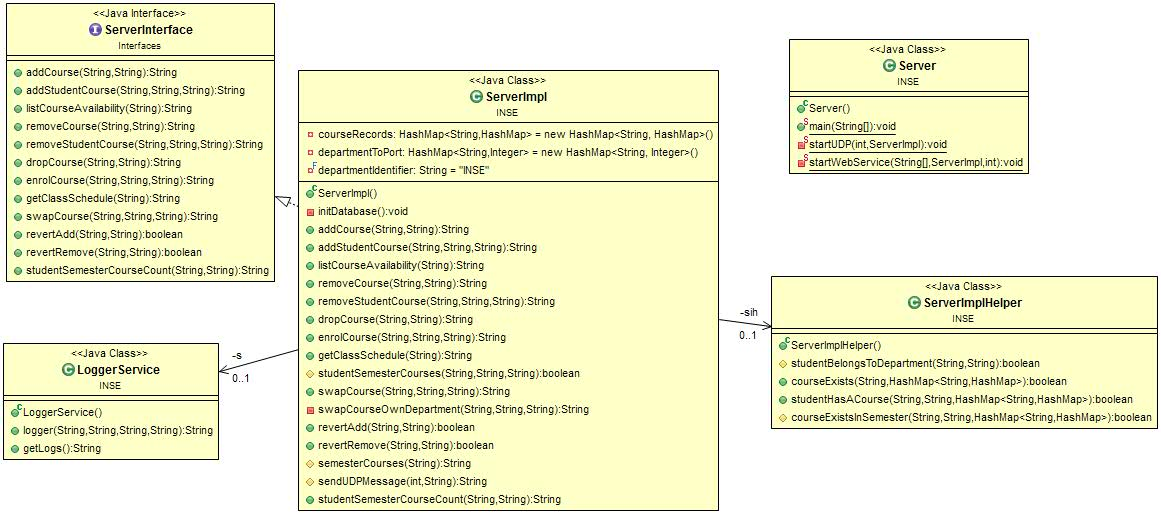 <<Java Interface>>
ServerInterface
Interfaces
addCourse(String,String):String
addStudentCourse(String,String,String):String
listCourseAvailability(String):String
removeCourse(String,String):String
removeStudentCourse(String,String,String):String
dropCourse(String,String):String
enrolCourse(String,String,String):String
getClassSchedule(String):String
swapCourse(String,String,String):String
revertAdd(String,String):boolean
revertRemove(String,String):boolean
studentSemesterCourseCount(String,String):String
<<Java Class>>
LoggerService
INSE
LoggerService()
logger(String,String,String,String):String
getLogs():String
-s
0..1
<<Java Class>>
ServerImpl
INSE
courseRecords: HashMap<String,HashMap> = new HashMap<String, HashMap>()
departmentToPort: HashMap<String,Integer> = new HashMap<String, Integer>()
departmentIdentifier: String = "INSE"
ServerImpl()
initDatabase():void
addCourse(String,String):String
addStudentCourse(String,String,String):String
listCourseAvailability(String):String
removeCourse(String,String):String
removeStudentCourse(String,String,String):String
dropCourse(String,String):String
enrolCourse(String,String,String):String
getClassSchedule(String):String
studentSemesterCourses(String,String,String):boolean
swapCourse(String,String,String):String
swapCourseOwnDepartment(String,String,String):String
revertAdd(String,String):boolean
revertRemove(String,String):boolean
semesterCourses(String):String
sendUDPMessage(int,String):String
studentSemesterCourseCount(String,String):String
-sih
0..1
<<Java Class>>
Server
INSE
Server()
main(String[]):void
startUDP(int,ServerImpl):void
startWebService(String[],ServerImpl,int):void
<<Java Class>>
ServerImplHelper
INSE
ServerImplHelper()
studentBelongsToDepartment(String,String):boolean
courseExists(String,HashMap<String,HashMap>):boolean
studentHasACourse(String,String,HashMap<String,HashMap>):boolean
courseExistsInSemester(String,String,HashMap<String,HashMap>):boolean